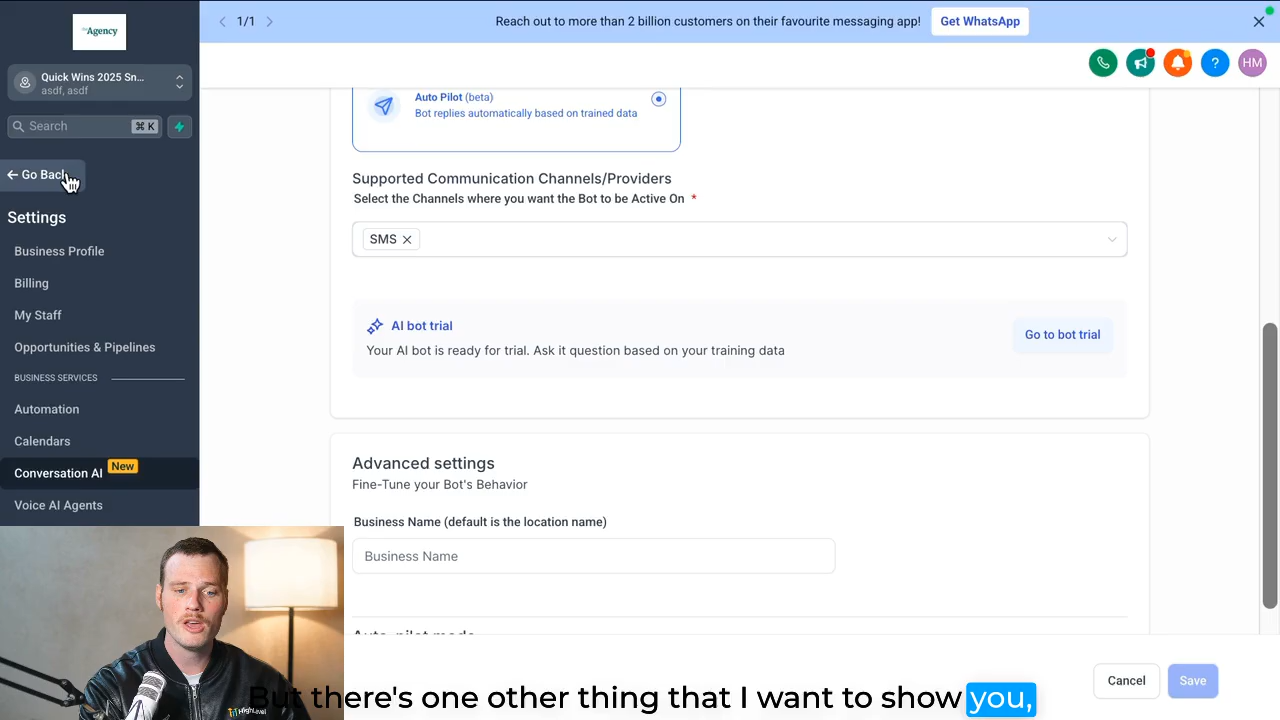 1/1
Reach out to more than 2 billion customers on their favourite messaging app!
Get WhatsApp
Agency
Quick Wins 2025 Sn...
asdf, asdf
Search
⌘ K
HM
Go Back
Settings
Business Profile
Billing
My Staff
Opportunities & Pipelines
BUSINESS SERVICES
Automation
Calendars
Conversation AI
New
Voice AI Agents
Auto Pilot (beta)
Bot replies automatically based on trained data
Supported Communication Channels/Providers
Select the Channels where you want the Bot to be Active On *
SMS
AI bot trial
Your AI bot is ready for trial. Ask it question based on your training data
Go to bot trial
Advanced settings
Fine-Tune your Bot's Behavior
Business Name (default is the location name)
Business Name
Auto-pilot mode
Cancel
Save
But there's one other thing that I want to show you,
HighLevel